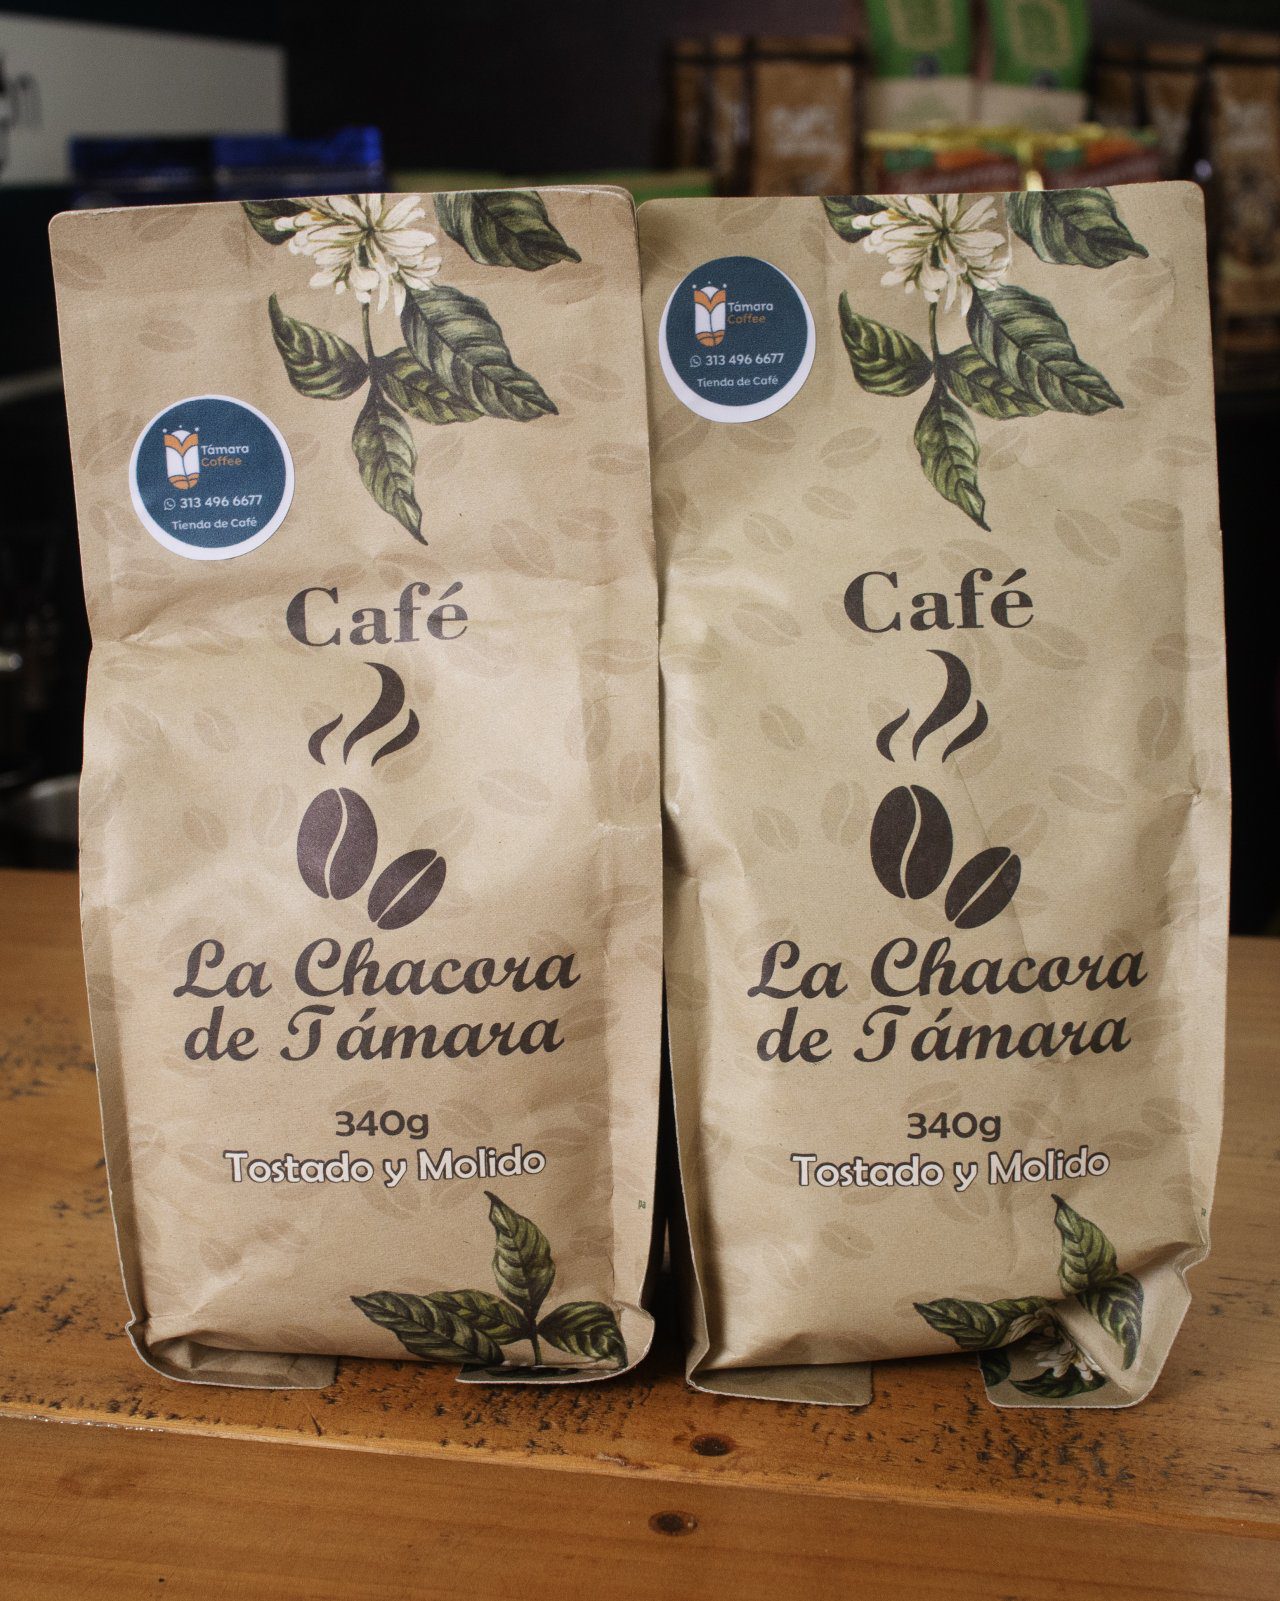 Támara
Coffee
313 496 6677
Tienda de Café
Café
La Chacora
de Támara
340g
Tostado y Molido
Támara
Coffee
313 496 6677
Tienda de Café
Café
La Chacora
de Támara
340g
Tostado y Molido